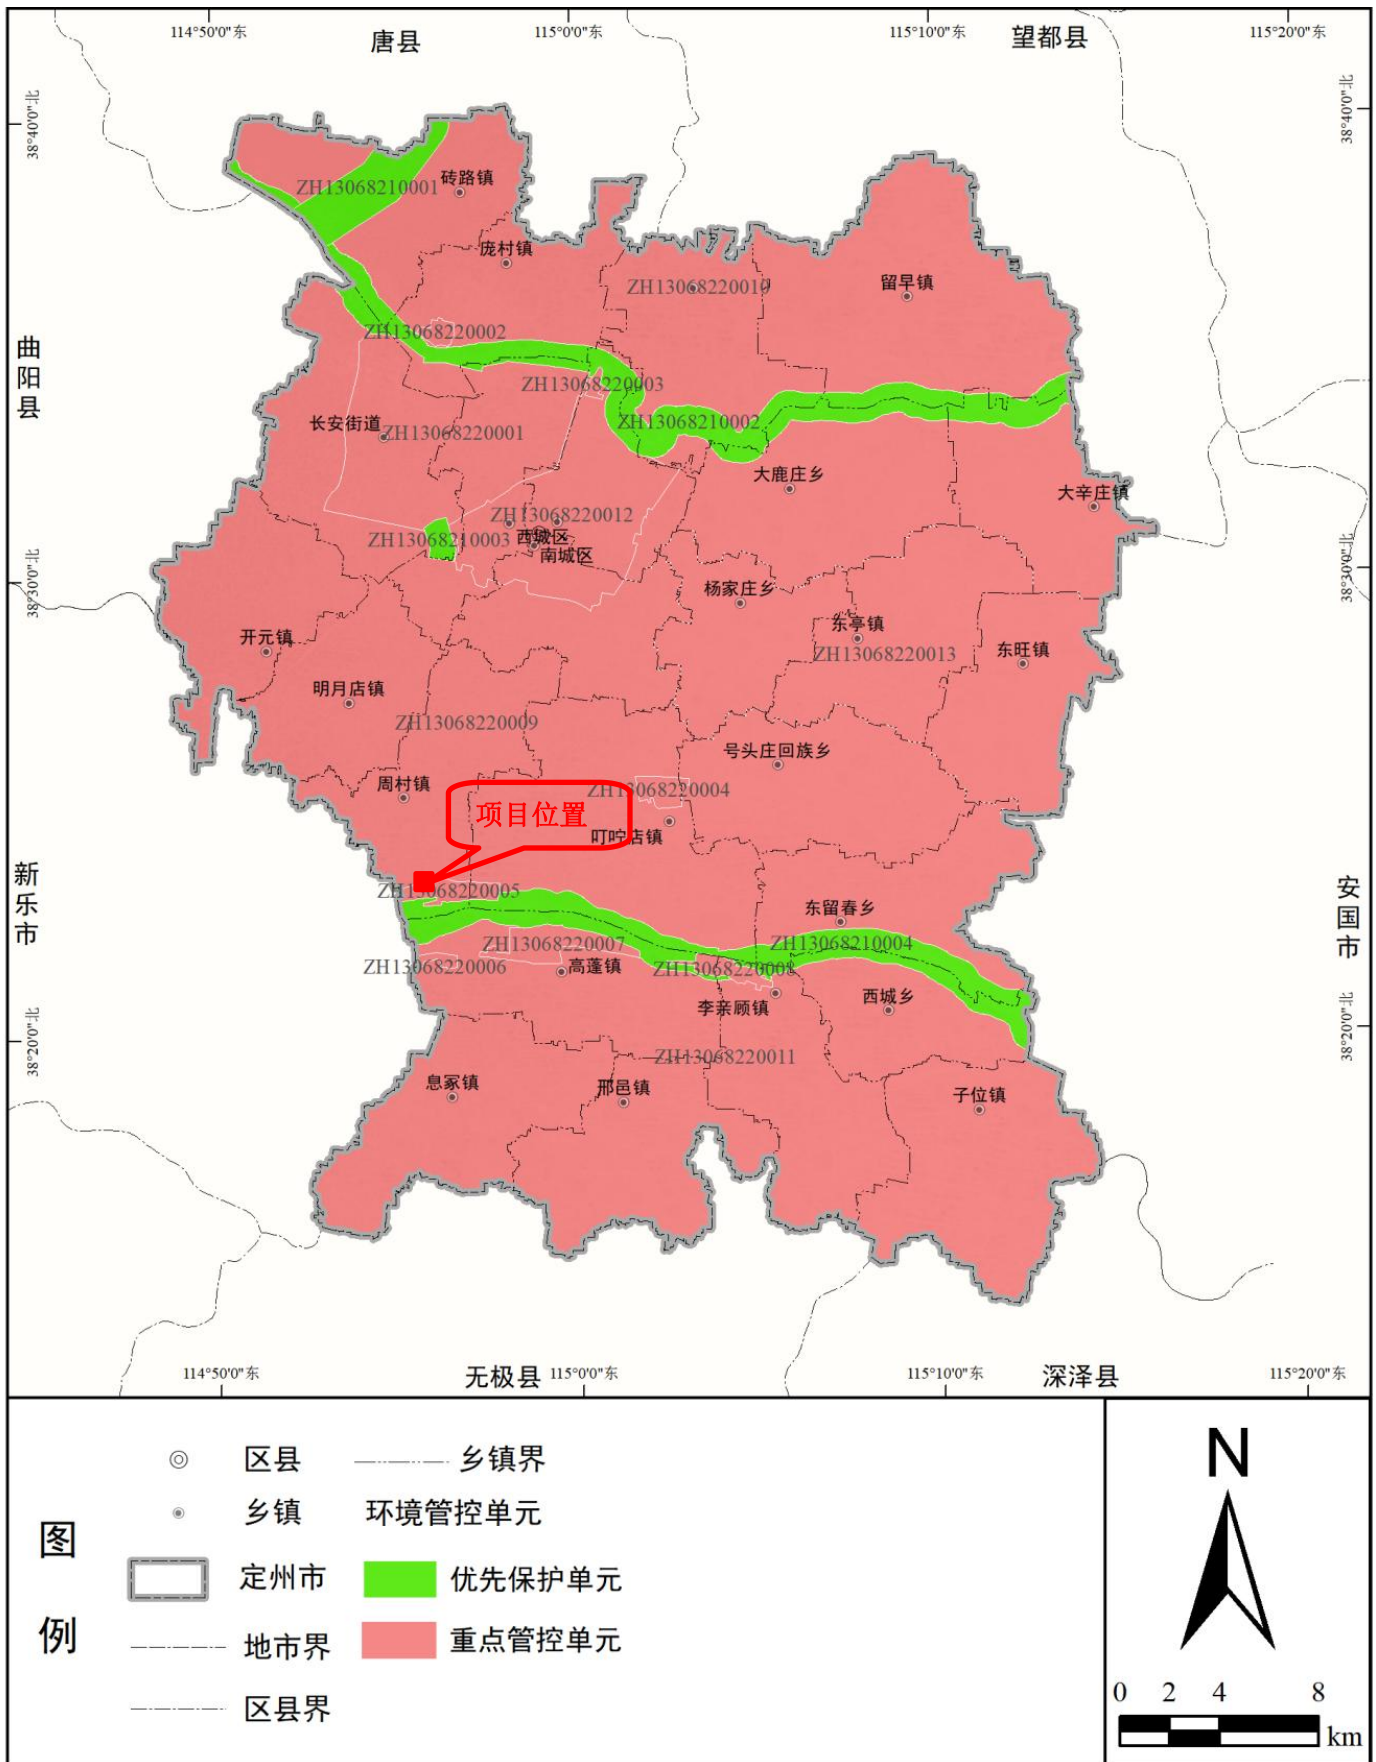 114°50'0"东
115°0'0"东
115°10'0"东
115°20'0"东
唐县
望都县
38°40'0"北
38°40'0"北
ZH13068210001
砖路镇
庞村镇
ZH13068220010
留早镇
ZH13068220002
曲阳县
ZH13068220003
长安街道
ZH13068220001
ZH13068210002
大鹿庄乡
大辛庄镇
ZH13068220012
ZH13068210003
西城区
南城区
38°30'0"北
38°30'0"北
杨家庄乡
东亭镇
ZH13068220013
开元镇
东旺镇
明月店镇
ZH13068220009
号头庄回族乡
周村镇
ZH13068220004
项目位置
叮咛店镇
新乐市
ZH13068220005
安国市
东留春乡
ZH13068220007
ZH13068210004
ZH13068220006
高蓬镇
ZH13068220008
李亲顾镇
西城乡
38°20'0"北
38°20'0"北
ZH13068220011
息冢镇
邢邑镇
子位镇
114°50'0"东
无极县
115°0'0"东
115°10'0"东
深泽县
115°20'0"东
图例
区县
乡镇界
乡镇
环境管控单元
定州市
优先保护单元
地市界
重点管控单元
区县界
N
0 2 4 8
km